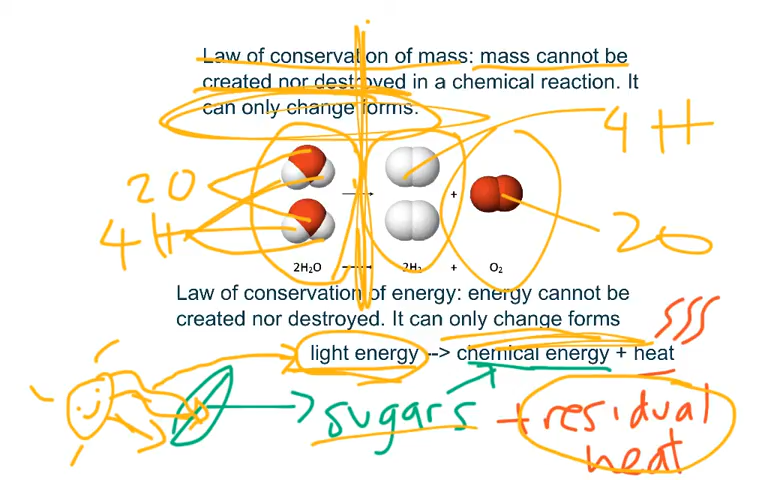 Law of conservation of mass: mass cannot be
created nor destroyed in a chemical reaction. It
can only change forms.
4 H
2O
4 H
+
2O
2H₂O 2H₂ + O₂
Law of conservation of energy: energy cannot be
created nor destroyed. It can only change forms
light energy --> chemical energy + heat
sugars + residual
heat